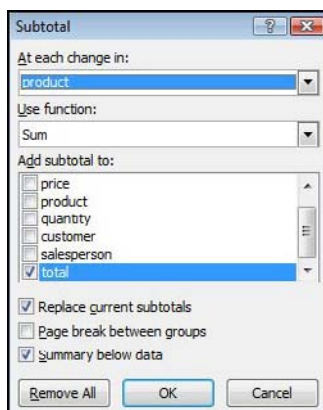 Subtotal
?
At each change in:
product
Use function:
Sum
Add subtotal to:
price
product
quantity
customer
salesperson
total
Replace current subtotals
Page break between groups
Summary below data
Remove All OK Cancel